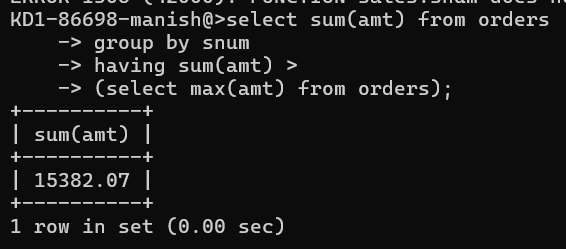 KD1-86698-manish@>select sum(amt) from orders
    -> group by snum
    -> having sum(amt) >
    -> (select max(amt) from orders);
+----------+
| sum(amt) |
+----------+
| 15382.07 |
+----------+
1 row in set (0.00 sec)